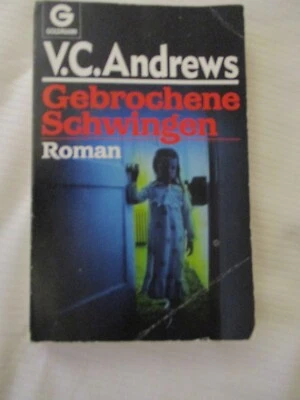 G
GOLDMANN
V.C. Andrews
Gebrochene
Schwingen
Roman